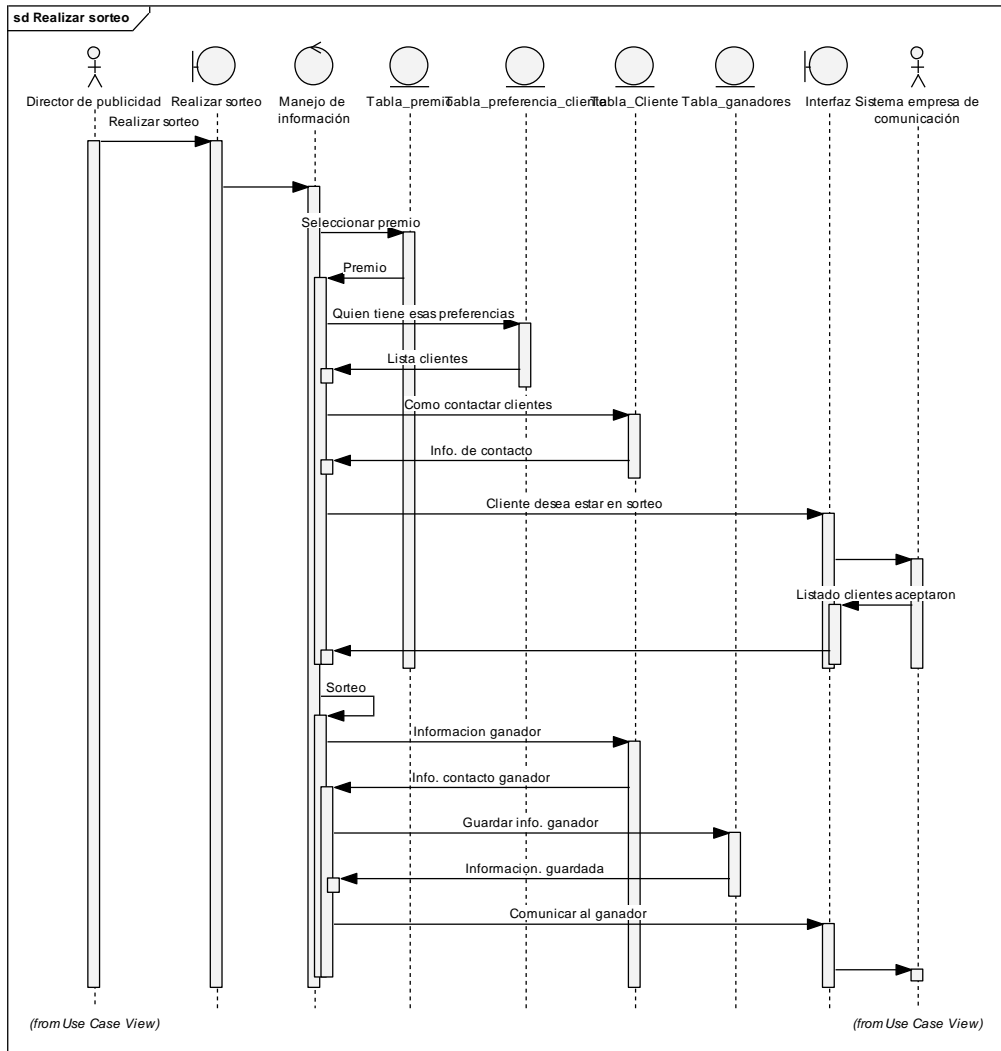 sd Realizar sorteo
Director de publicidad
Realizar sorteo
Manejo de
información
Tabla_premio
Tabla_preferencia_cliente
Tabla_Cliente
Tabla_ganadores
Interfaz
Sistema empresa de
comunicación
Realizar sorteo
Seleccionar premio
Premio
Quien tiene esas preferencias
Lista clientes
Como contactar clientes
Info. de contacto
Cliente desea estar en sorteo
Listado clientes aceptaron
Sorteo
Informacion ganador
Info. contacto ganador
Guardar info. ganador
Informacion. guardada
Comunicar al ganador
(from Use Case View)
(from Use Case View)